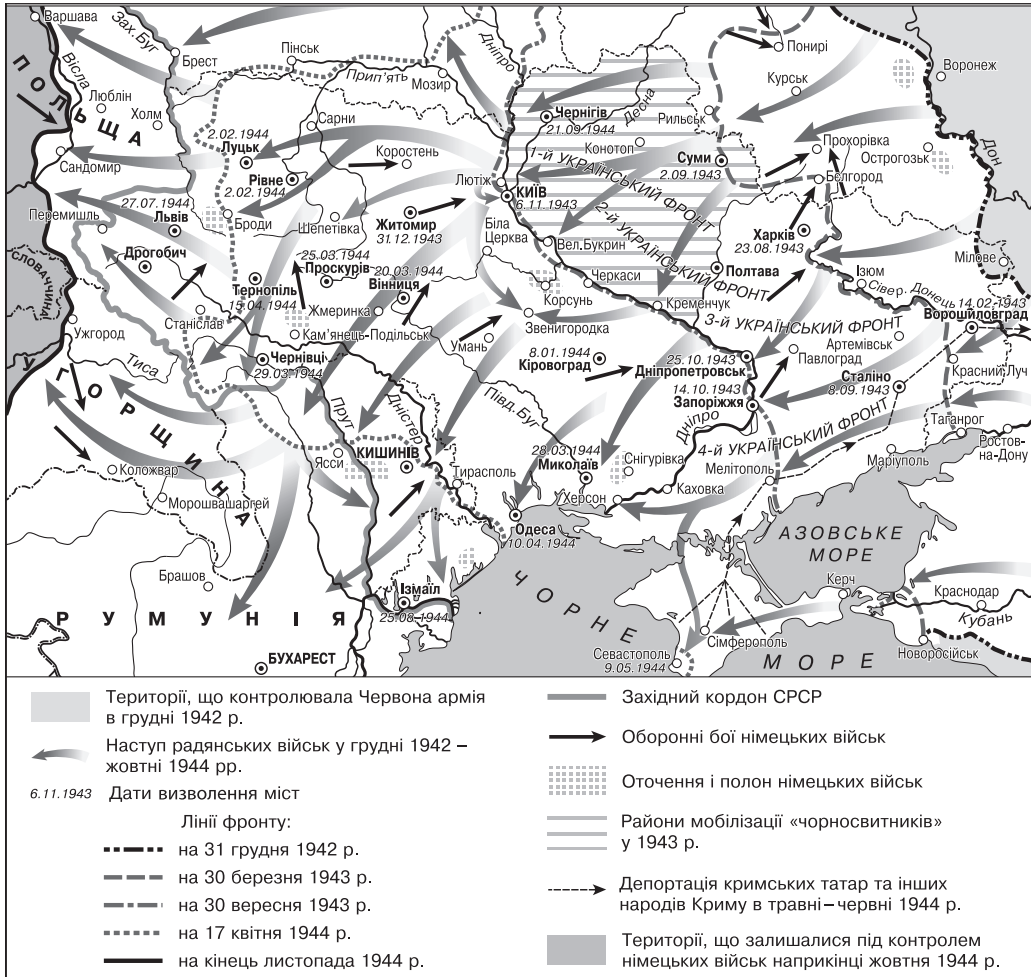 Варшава
Зах. Буг
Брест
Пінськ
Прип'ять
Мозир
Дніпро
Понирі
Курськ
Воронеж
ПОЛЬЩА
Вісла
Люблін
Холм
Сандомир
2.02.1944
Луцьк
Сарни
Рівне
2.02.1944
Коростень
Чернігів
21.09.1944
Десна
Конотоп
Рильськ
Суми
2.09.1943
Прохорівка
Острогозьк
Бєлгород
Дон
1-й УКРАЇНСЬКИЙ ФРОНТ
Лютіж
КИЇВ
6.11.1943
2-й УКРАЇНСЬКИЙ ФРОНТ
Перемишль
27.07.1944
Львів
Броди
Шепетівка
Житомир
31.12.1943
Біла
Церква
Вел.Букрин
Харків
23.08.1943
Мілове
СЛОВАЧЧИНА
Дрогобич
25.03.1944
Проскурів
20.03.1944
Вінниця
Тернопіль
15.04.1944
Черкаси
Полтава
Ізюм
Сівер. Донець
14.02.1943
Ворошиловград
Корсунь
Кременчук
Станіслав
Жмеринка
Кам'янець-Подільськ
Звенигородка
3-й УКРАЇНСЬКИЙ ФРОНТ
Ужгород
Умань
Артемівськ
Павлоград
Тиса
Чернівці
29.03.1944
8.01.1944
Кіровоград
25.10.1943
Дніпропетровськ
Сталіно
8.09.1943
Красний Луч
УГОРЩИНА
14.10.1943
Запоріжжя
Прут
Дністер
Півд.Буг
Дніпро
4-й УКРАЇНСЬКИЙ ФРОНТ
Таганрог
Ростов-
на-Дону
Коложвар
Ясси
КИШИНІВ
Тирасполь
28.03.1944
Миколаїв
Снігурівка
Мелітополь
Маріуполь
Морошвашаргей
Херсон
Каховка
Одеса
10.04.1944
АЗОВСЬКЕ
МОРЕ
Брашов
Ізмаїл
25.08.1944
ЧОРНЕ
Керч
Краснодар
Кубань
РУМУНІЯ
Севастополь
9.05.1944
Сімферополь
Новоросійськ
БУХАРЕСТ
МОРЕ
Території, що контролювала Червона армія
в грудні 1942 р.
Наступ радянських військ у грудні 1942 –
жовтні 1944 рр.
6.11.1943 Дати визволення міст
Лінії фронту:
на 31 грудня 1942 р.
на 30 березня 1943 р.
на 30 вересня 1943 р.
на 17 квітня 1944 р.
на кінець листопада 1944 р.
Західний кордон СРСР
Оборонні бої німецьких військ
Оточення і полон німецьких військ
Райони мобілізації «чорносвитників»
у 1943 р.
Депортація кримських татар та інших
народів Криму в травні–червні 1944 р.
Території, що залишалися під контролем
німецьких військ наприкінці жовтня 1944 р.